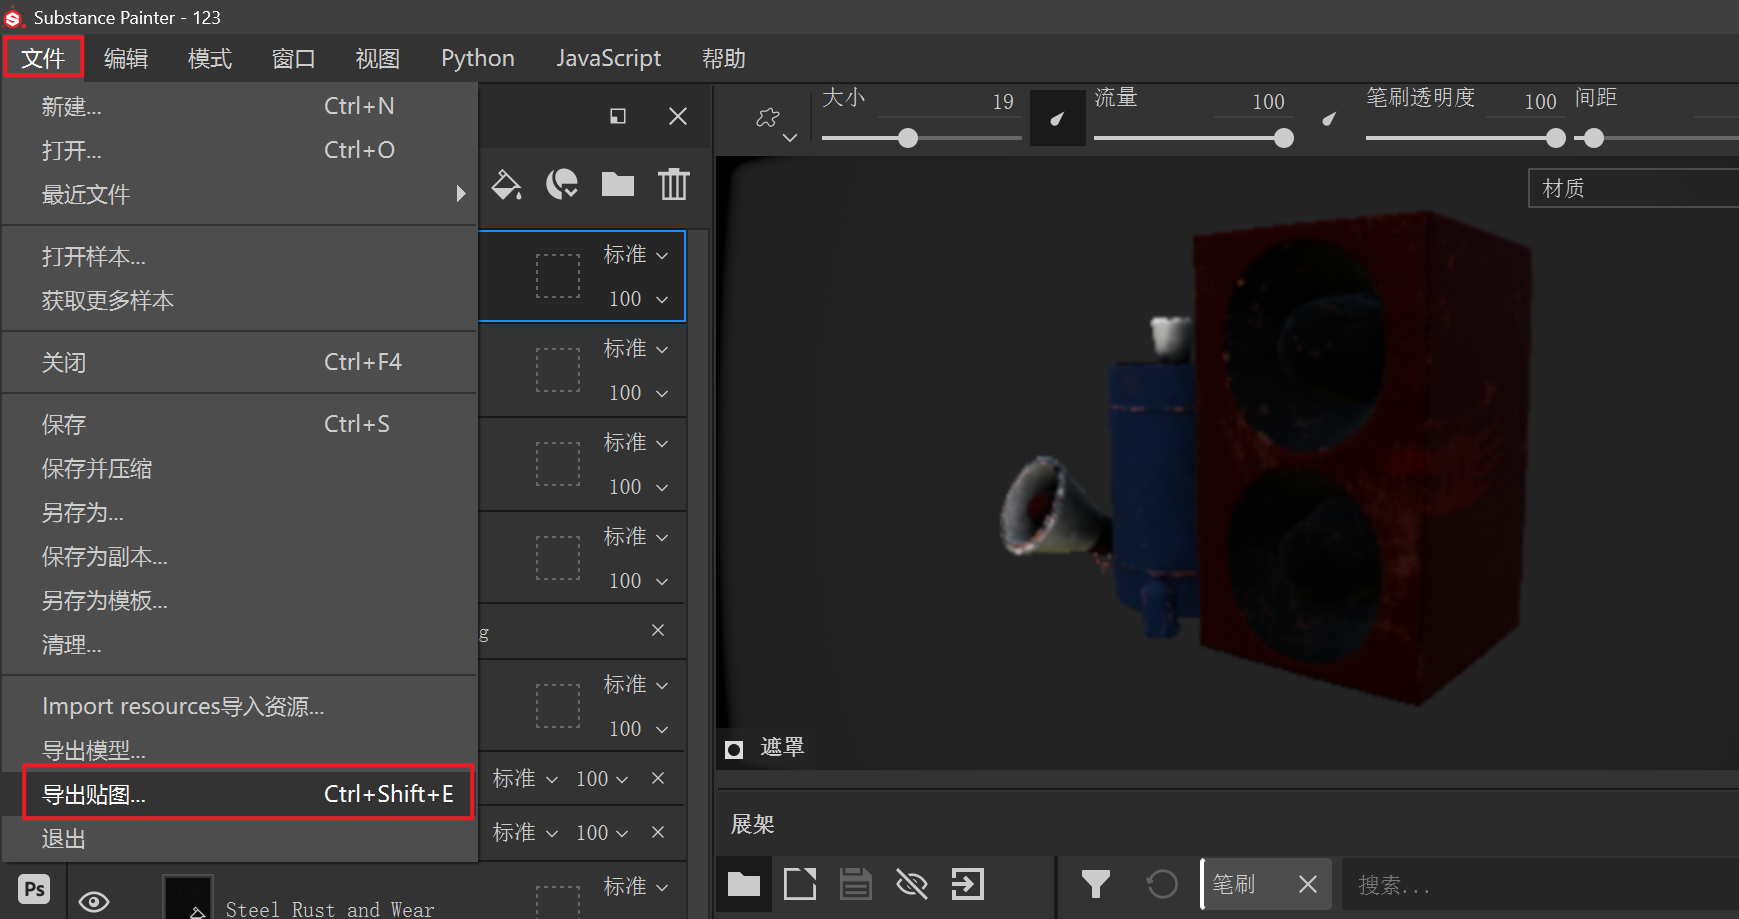 Substance Painter - 123
文件 编辑 模式 窗口 视图 Python JavaScript 帮助
新建... Ctrl+N
打开... Ctrl+O
最近文件
打开样本...
获取更多样本
关闭 Ctrl+F4
保存 Ctrl+S
保存并压缩
另存为...
保存为副本...
另存为模板...
清理...
Import resources导入资源...
导出模型...
导出贴图... Ctrl+Shift+E
退出
大小 19 流量 100 笔刷透明度 100 间距
材质
标准
100
标准
100
标准
100
标准
100
g
标准
100
标准 100
标准 100
标准
Ps
Steel Rust and Wear
遮罩
展架
笔刷
搜索...